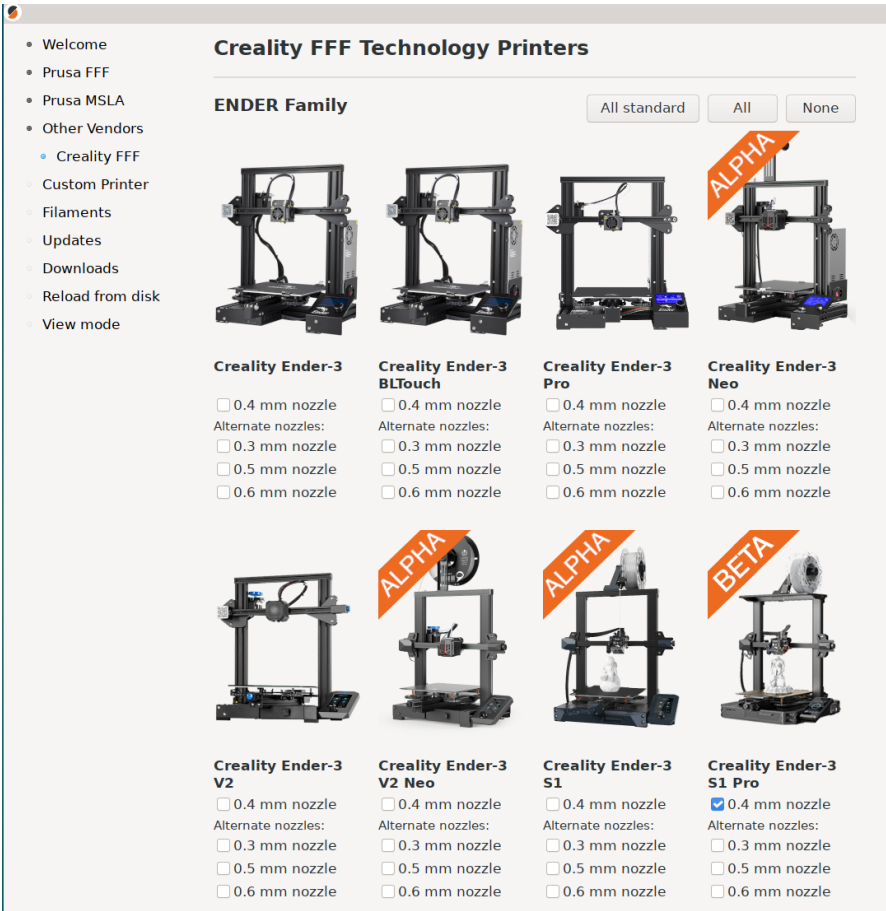 Welcome
Prusa FFF
Prusa MSLA
Other Vendors
Creality FFF
Custom Printer
Filaments
Updates
Downloads
Reload from disk
View mode
Creality FFF Technology Printers
ENDER Family
All standard
All
None
ALPHA
Creality Ender-3
0.4 mm nozzle
Alternate nozzles:
0.3 mm nozzle
0.5 mm nozzle
0.6 mm nozzle
Creality Ender-3
BLTouch
0.4 mm nozzle
Alternate nozzles:
0.3 mm nozzle
0.5 mm nozzle
0.6 mm nozzle
Creality Ender-3
Pro
0.4 mm nozzle
Alternate nozzles:
0.3 mm nozzle
0.5 mm nozzle
0.6 mm nozzle
Creality Ender-3
Neo
0.4 mm nozzle
Alternate nozzles:
0.3 mm nozzle
0.5 mm nozzle
0.6 mm nozzle
ALPHA
ALPHA
BETA
Creality Ender-3
V2
0.4 mm nozzle
Alternate nozzles:
0.3 mm nozzle
0.5 mm nozzle
0.6 mm nozzle
Creality Ender-3
V2 Neo
0.4 mm nozzle
Alternate nozzles:
0.3 mm nozzle
0.5 mm nozzle
0.6 mm nozzle
Creality Ender-3
S1
0.4 mm nozzle
Alternate nozzles:
0.3 mm nozzle
0.5 mm nozzle
0.6 mm nozzle
Creality Ender-3
S1 Pro
0.4 mm nozzle
Alternate nozzles:
0.3 mm nozzle
0.5 mm nozzle
0.6 mm nozzle